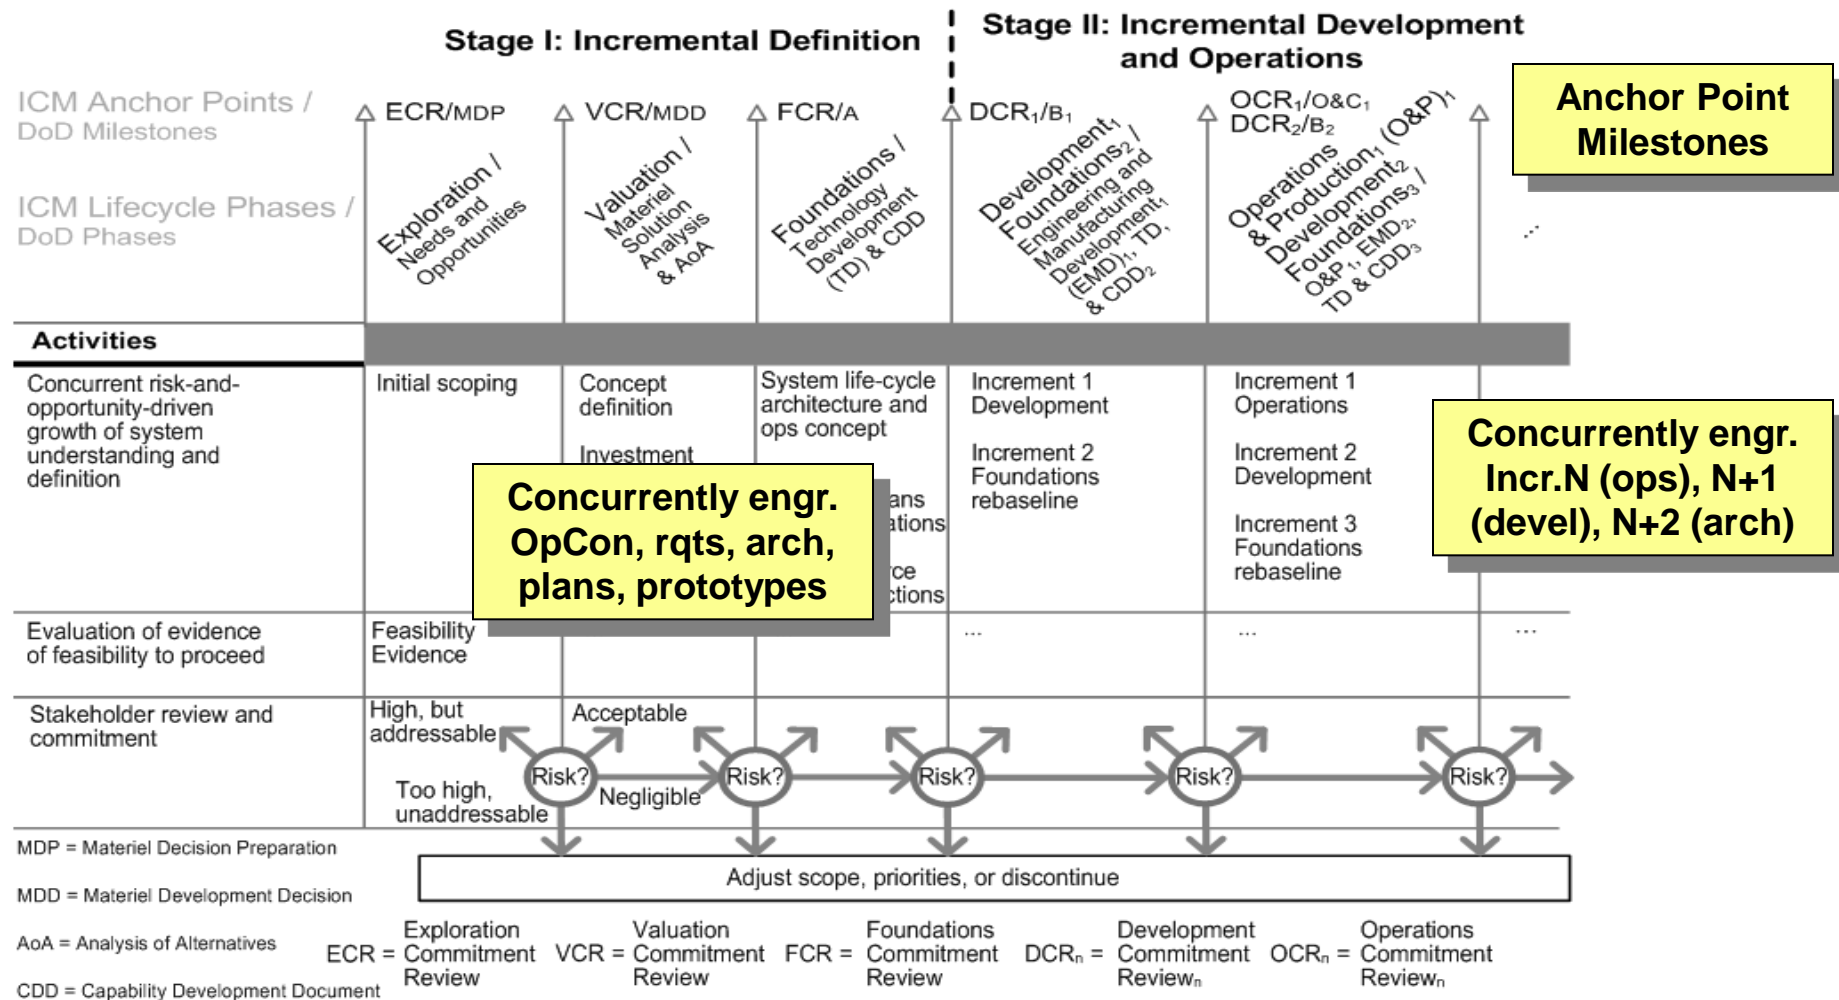 Stage I: Incremental Definition
Stage II: Incremental Development
and Operations
ICM Anchor Points /
DoD Milestones
ECR/MDP
VCR/MDD
FCR/A
DCR₁/B₁
OCR₁/O&C₁
DCR₂/B₂
Anchor Point
Milestones
ICM Lifecycle Phases /
DoD Phases
Exploration /
Needs and
Opportunities
Valuation /
Materiel
Solution
Analysis
& AoA
Foundations /
Technology
Development
(TD) & CDD
Development₁
Foundations₂ /
Engineering and
Manufacturing
Development₁
(EMD)₁, TD,
& CDD₂
Operations
& Production₁ (O&P)₁
Development₂
Foundations₃ /
O&P₁, EMD₂,
TD & CDD₃
...
Activities
Concurrent risk-and-
opportunity-driven
growth of system
understanding and
definition
Initial scoping
Concept
definition
Investment
System life-cycle
architecture and
ops concept
Increment 1
Development
Increment 2
Foundations
rebaseline
Increment 1
Operations
Increment 2
Development
Increment 3
Foundations
rebaseline
Concurrently engr.
OpCon, rqts, arch,
plans, prototypes
Concurrently engr.
Incr.N (ops), N+1
(devel), N+2 (arch)
Evaluation of evidence
of feasibility to proceed
Feasibility
Evidence
...
...
...
Stakeholder review and
commitment
High, but
addressable
Acceptable
Risk?
Risk?
Risk?
Risk?
Risk?
Too high,
unaddressable
Negligible
Adjust scope, priorities, or discontinue
MDP = Materiel Decision Preparation
MDD = Materiel Development Decision
AoA = Analysis of Alternatives
CDD = Capability Development Document
ECR = Exploration
Commitment
Review
VCR = Valuation
Commitment
Review
FCR = Foundations
Commitment
Review
DCRₙ = Development
Commitment
Reviewₙ
OCRₙ = Operations
Commitment
Reviewₙ